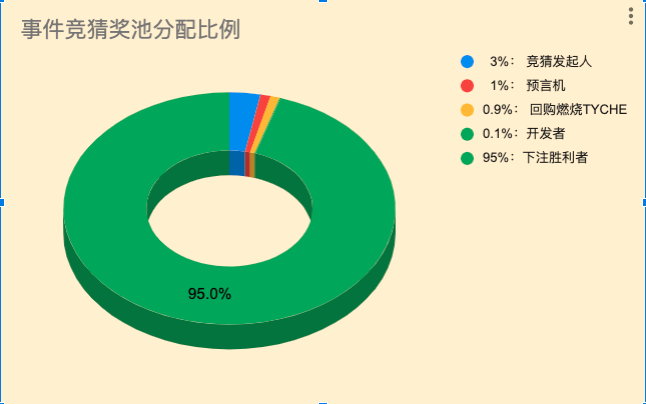 事件竞猜奖池分配比例
3%： 竞猜发起人
1%： 预言机
0.9%： 回购燃烧TYCHE
0.1%：开发者
95%：下注胜利者
95.0%